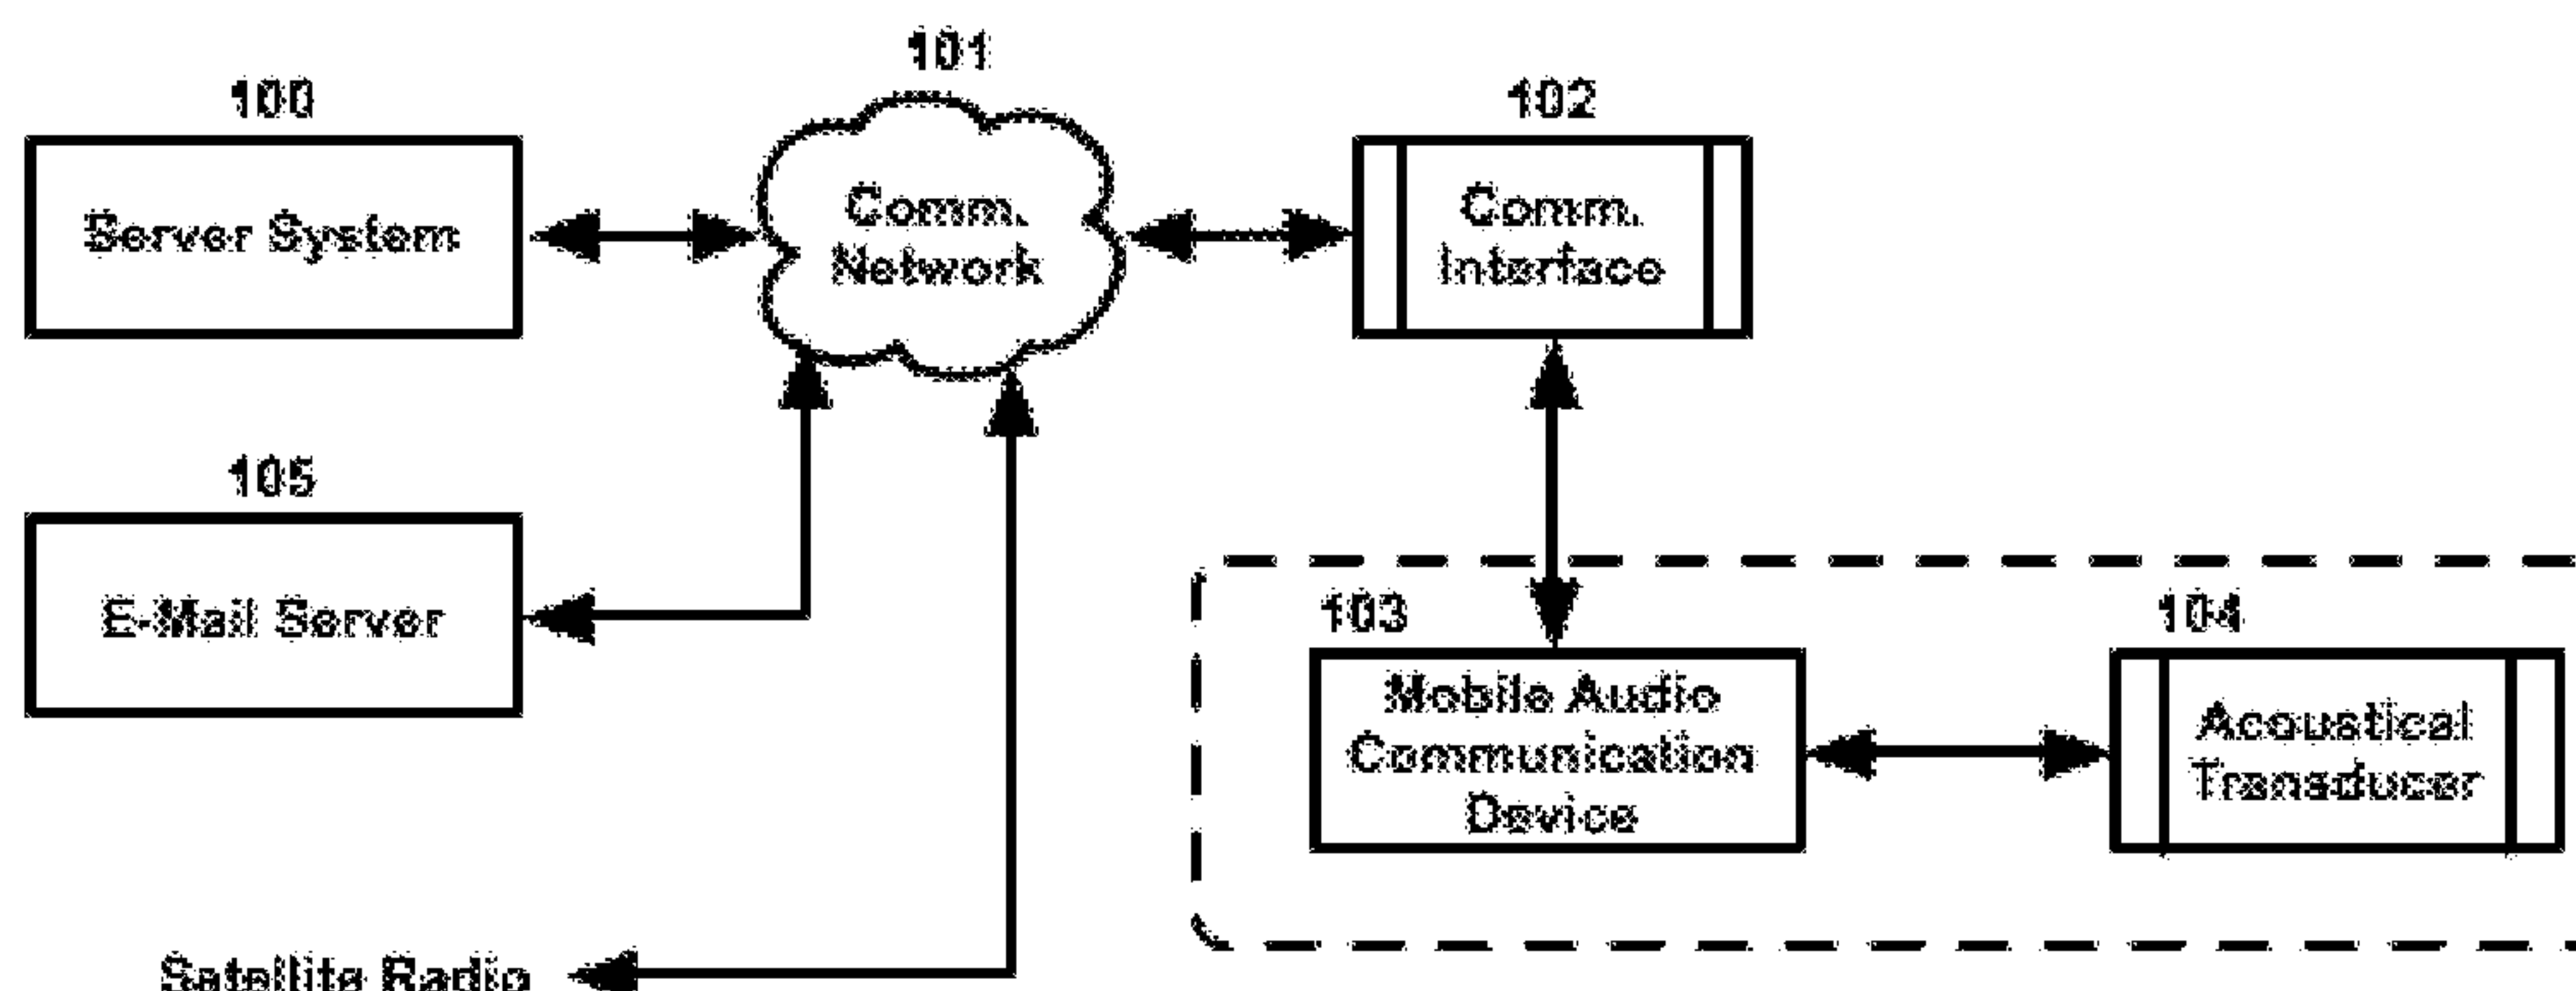 101
100
102
Server System
Comm.
Network
Comm.
Interface
105
E-Mail Server
103
104
Mobile Audio
Communication
Device
Acoustical
Transducer
Satellite Radio